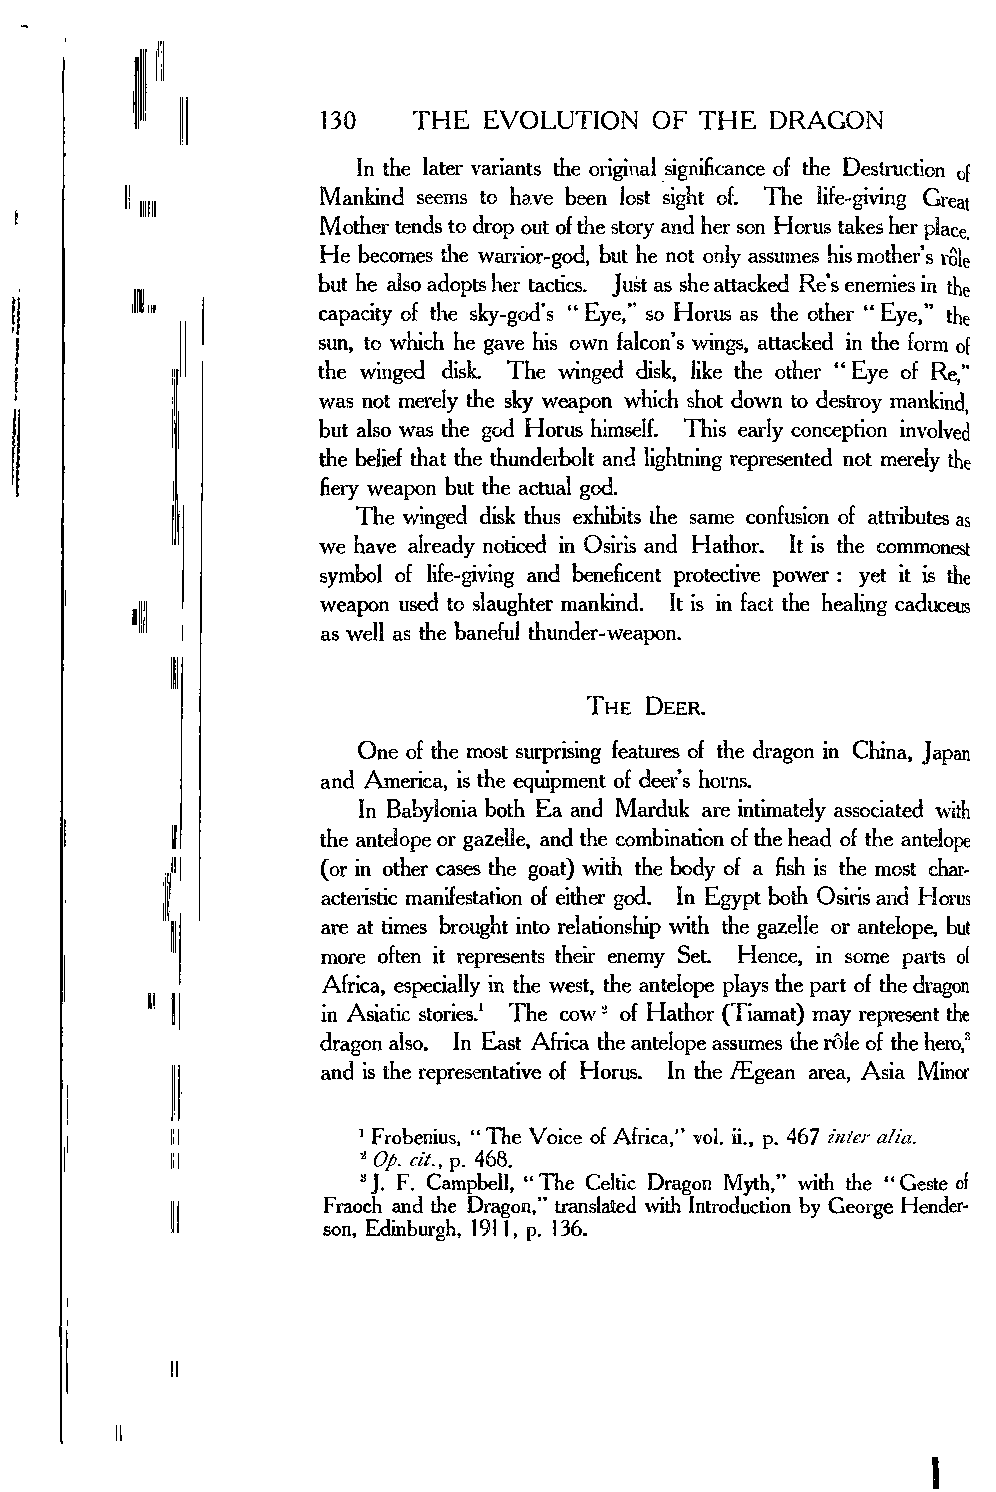 130 THE EVOLUTION OF THE DRAGON
In the later variants the original significance of the Destruction of
Mankind seems to have been lost sight of. The life-giving Great
Mother tends to drop out of the story and her son Horus takes her place.
He becomes the warrior-god, but he not only assumes his mother's rôle
but he also adopts her tactics. Just as she attacked Re's enemies in the
capacity of the sky-god's “Eye,” so Horus as the other “Eye,” the
sun, to which he gave his own falcon's wings, attacked in the form of
the winged disk. The winged disk, like the other “Eye of Re,”
was not merely the sky weapon which shot down to destroy mankind,
but also was the god Horus himself. This early conception involved
the belief that the thunderbolt and lightning represented not merely the
fiery weapon but the actual god.
The winged disk thus exhibits the same confusion of attributes as
we have already noticed in Osiris and Hathor. It is the commonest
symbol of life-giving and beneficent protective power : yet it is the
weapon used to slaughter mankind. It is in fact the healing caduceus
as well as the baneful thunder-weapon.
THE DEER.
One of the most surprising features of the dragon in China, Japan
and America, is the equipment of deer's horns.
In Babylonia both Ea and Marduk are intimately associated with
the antelope or gazelle, and the combination of the head of the antelope
(or in other cases the goat) with the body of a fish is the most char-
acteristic manifestation of either god. In Egypt both Osiris and Horus
are at times brought into relationship with the gazelle or antelope, but
more often it represents their enemy Set. Hence, in some parts of
Africa, especially in the west, the antelope plays the part of the dragon
in Asiatic stories.¹ The cow² of Hathor (Tiamat) may represent the
dragon also. In East Africa the antelope assumes the rôle of the hero,³
and is the representative of Horus. In the Ægean area, Asia Minor
¹ Frobenius, “The Voice of Africa,” vol. ii., p. 467 inter alia.
² Op. cit., p. 468.
³ J. F. Campbell, “The Celtic Dragon Myth,” with the “Geste of
Fraoch and the Dragon,” translated with Introduction by George Hender-
son, Edinburgh, 1911, p. 136.